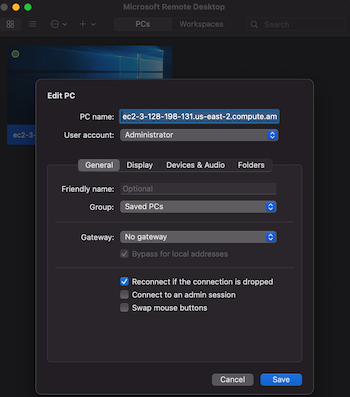 Microsoft Remote Desktop
PCs Workspaces Search
Edit PC
PC name: ec2-3-128-198-131.us-east-2.compute.am
User account: Administrator
General Display Devices & Audio Folders
Friendly name: Optional
Group: Saved PCs
Gateway: No gateway
Bypass for local addresses
Reconnect if the connection is dropped
Connect to an admin session
Swap mouse buttons
Cancel Save
ec2-3